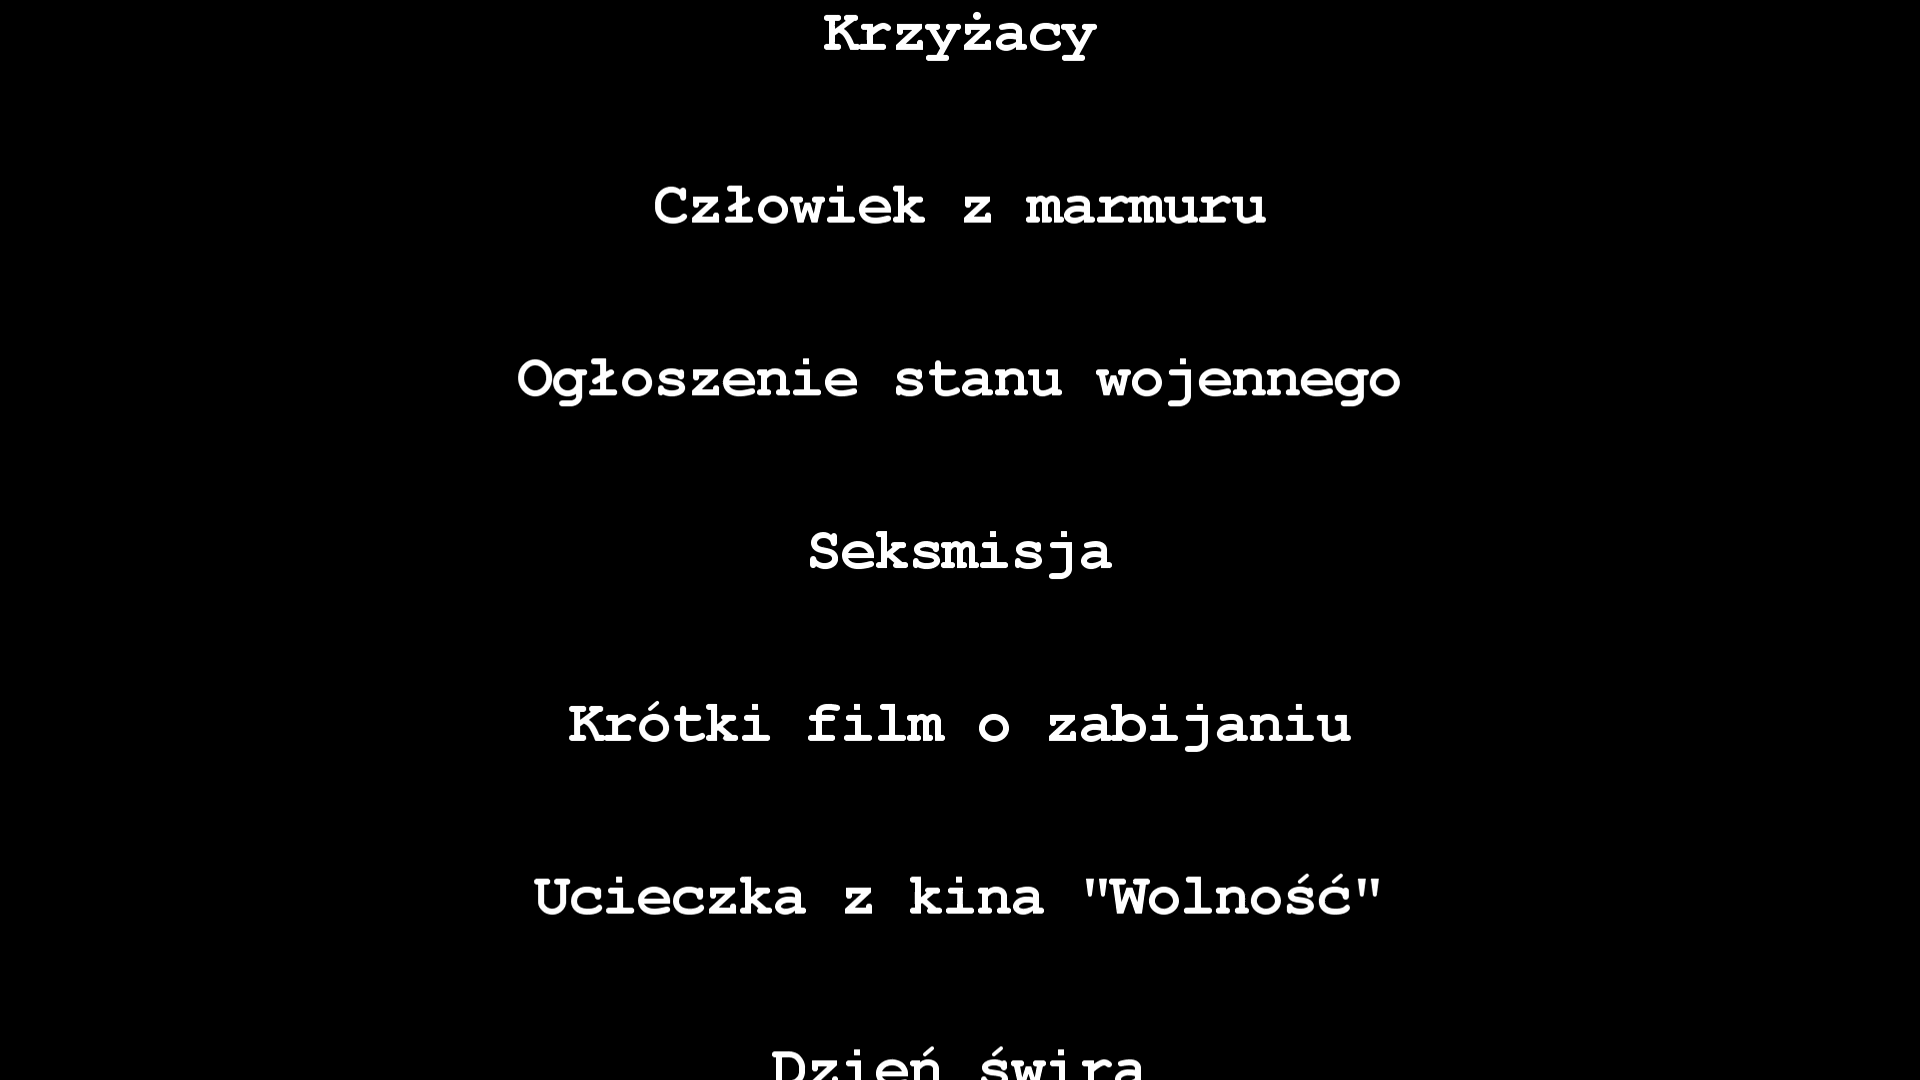 Krzyżacy
Człowiek z marmuru
Ogłoszenie stanu wojennego
Seksmisja
Krótki film o zabijaniu
Ucieczka z kina "Wolność"
Dzień świra